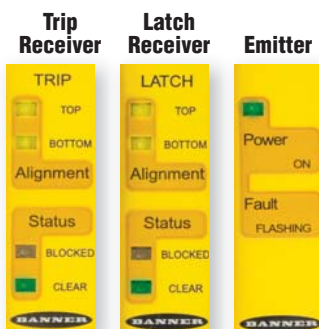 Trip Receiver
Latch Receiver
Emitter
TRIP
TOP
BOTTOM
Alignment
Status
BLOCKED
CLEAR
BANNER
LATCH
TOP
BOTTOM
Alignment
Status
BLOCKED
CLEAR
BANNER
Power
ON
Fault
FLASHING
BANNER